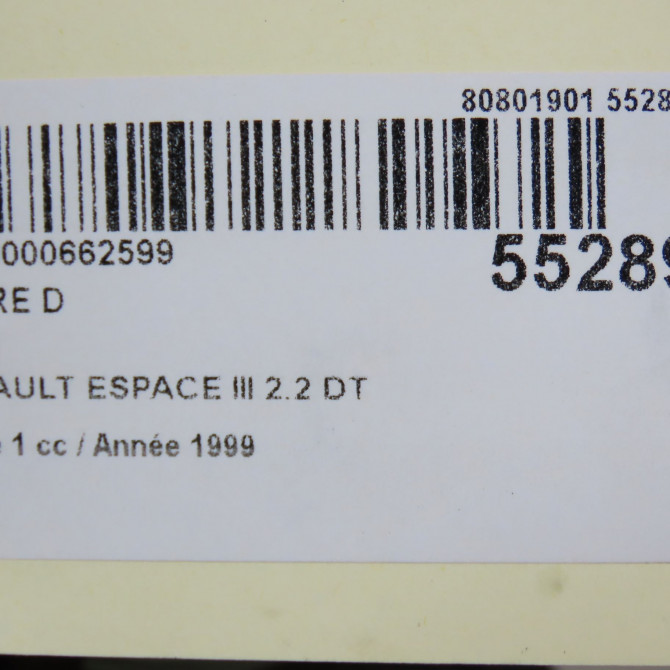 80801901 5528
000662599
55289
RE D
AULT ESPACE III 2.2 DT
1 cc / Année 1999